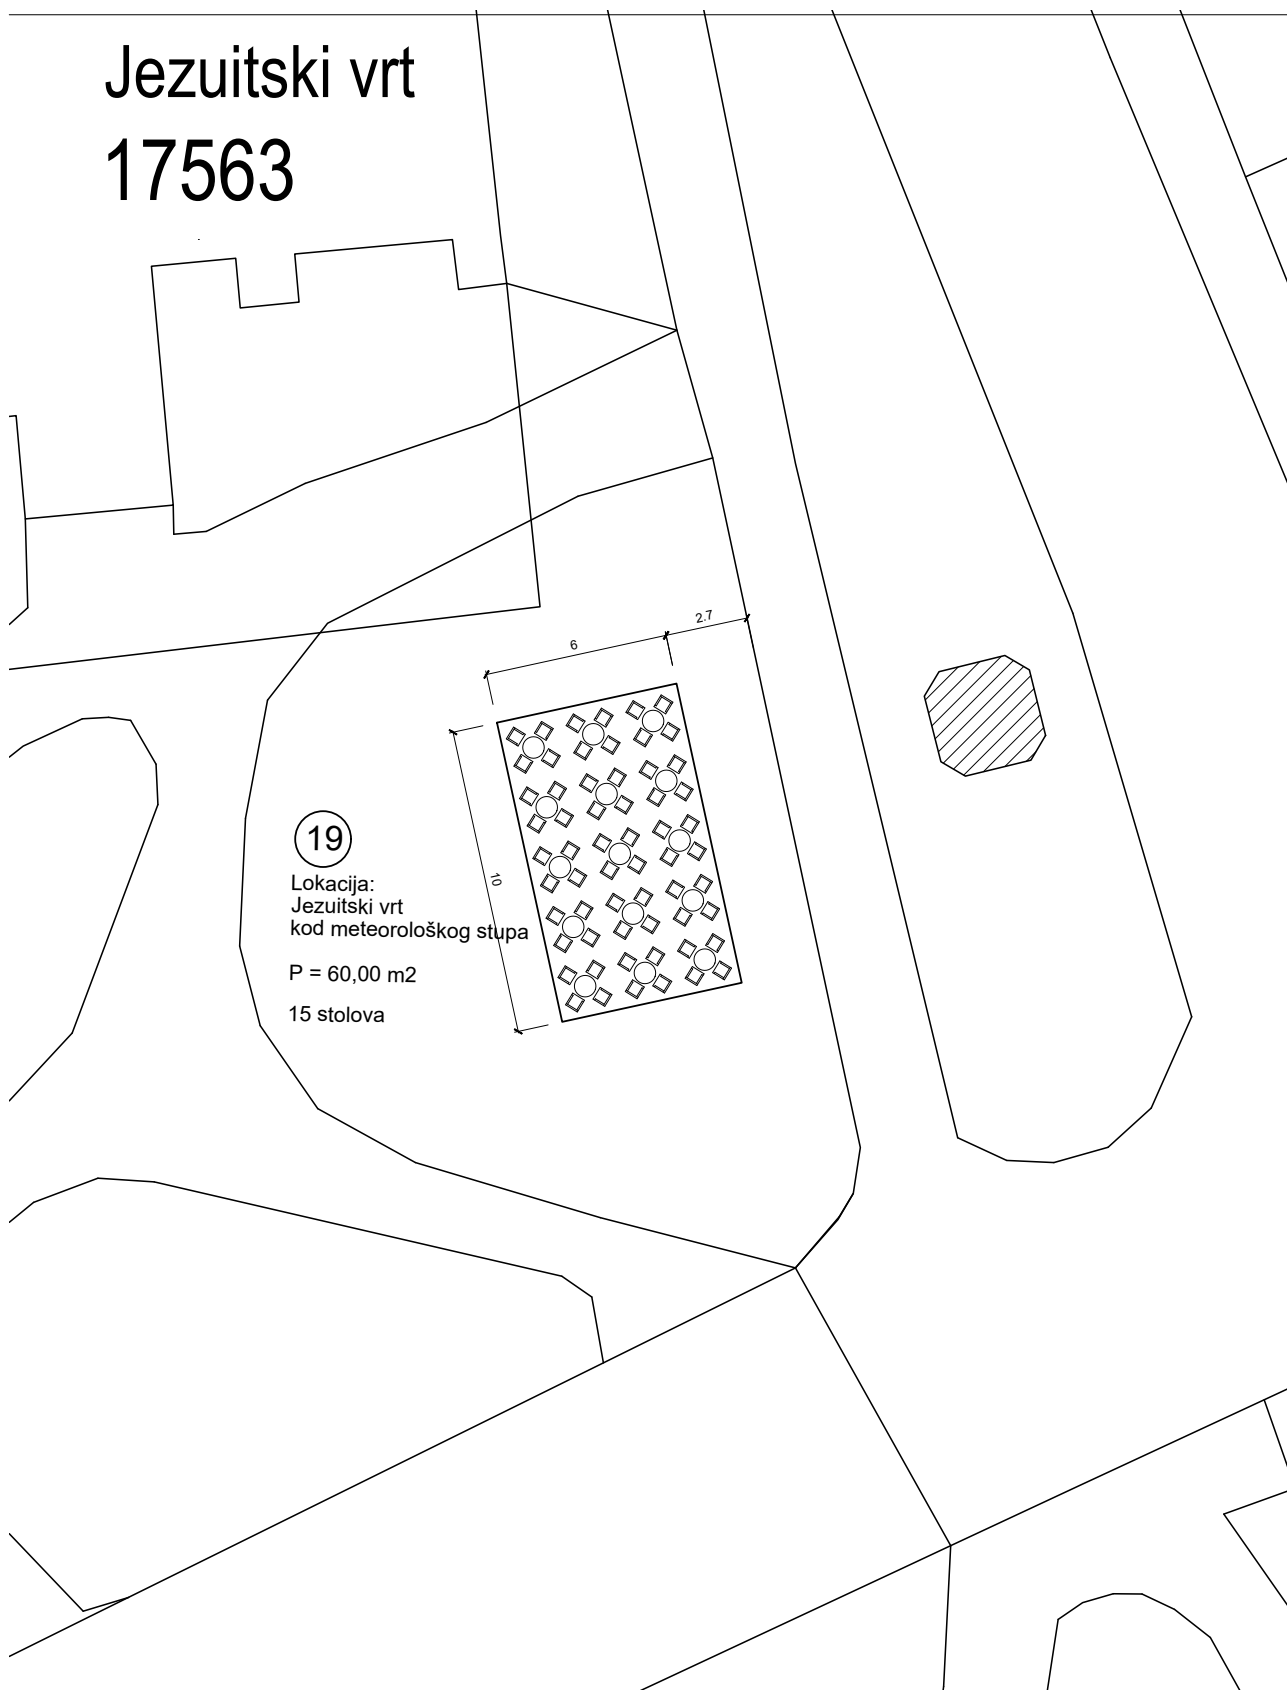 Jezuitski vrt
17563
2.7
6
10
19
Lokacija:
Jezuitski vrt
kod meteorološkog stupa
P = 60,00 m2
15 stolova